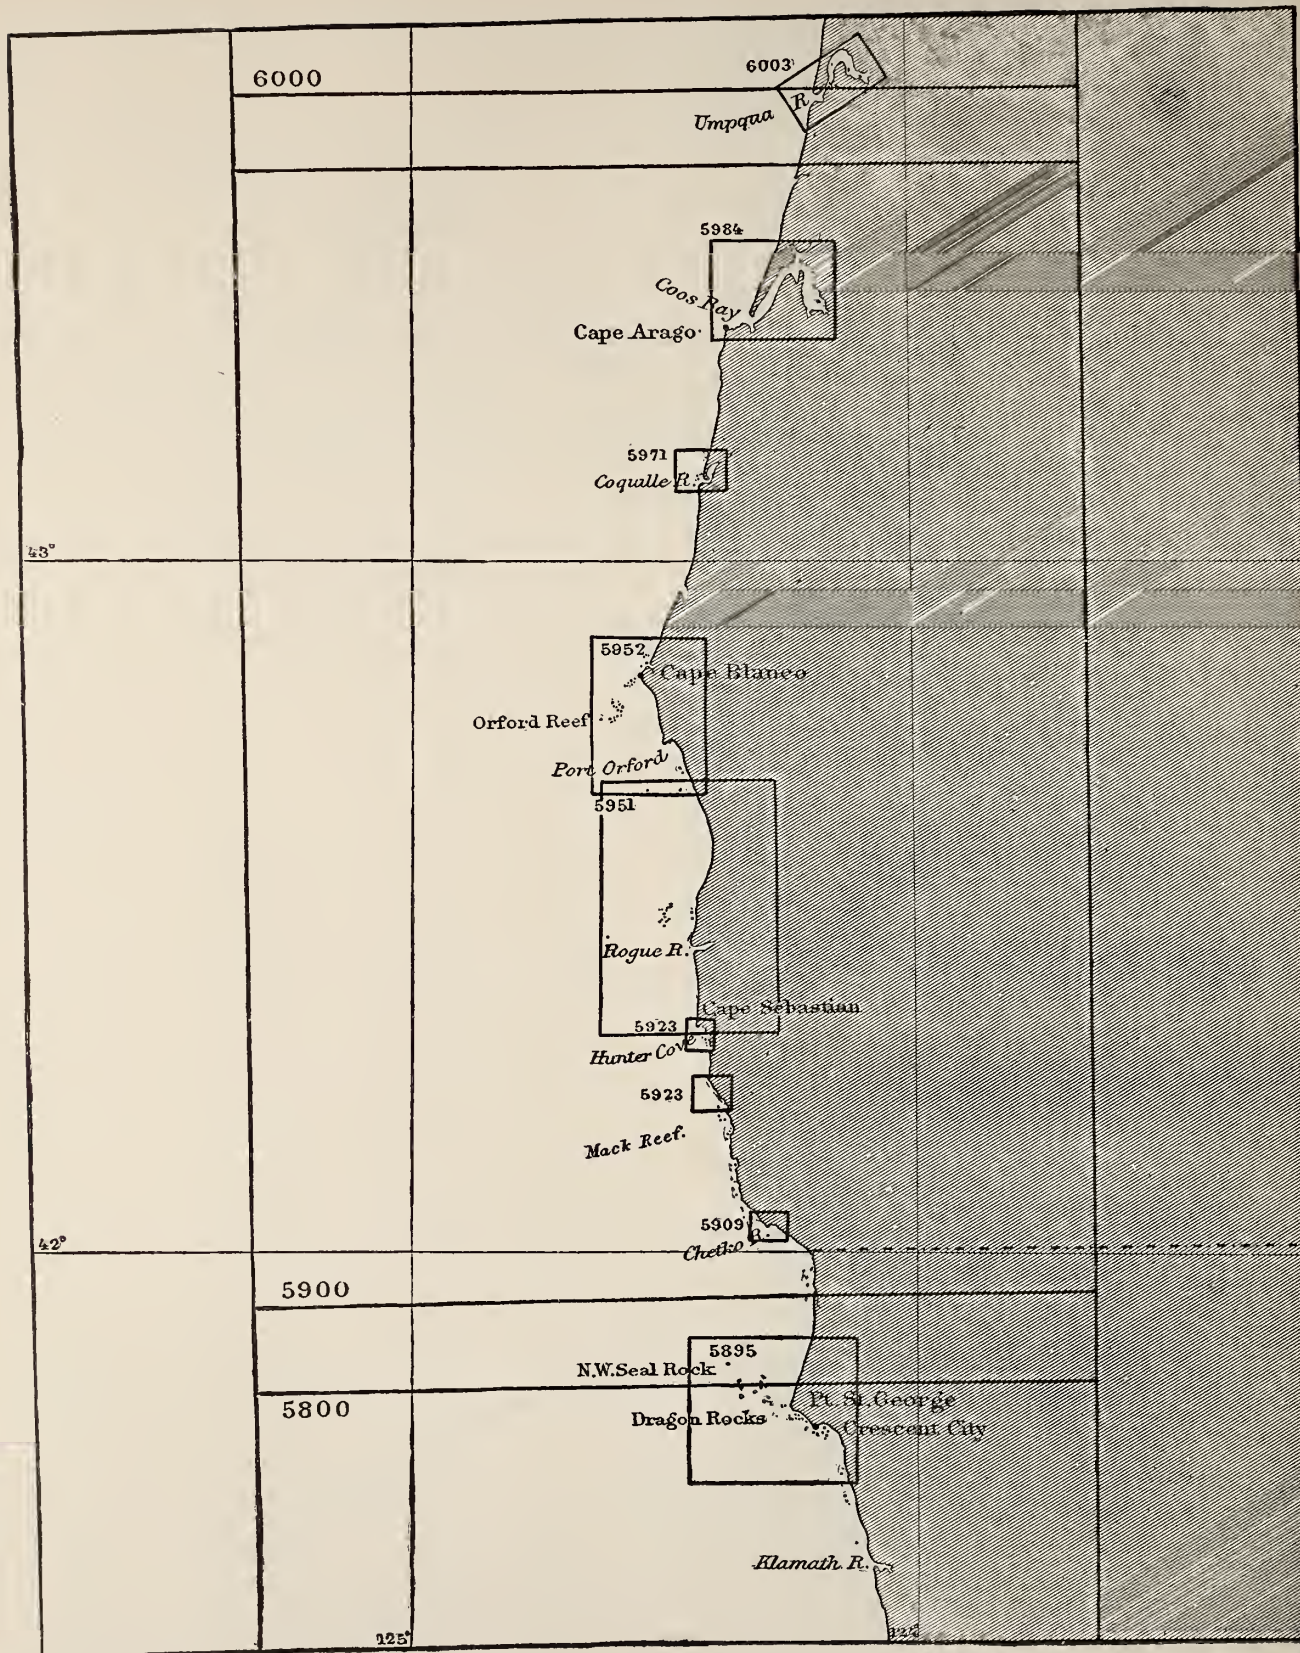 6000
6003
Umpqua R
5984
Coos Bay
Cape Arago
5971
Coquille R.
43°
5952
Cape Blanco
Orford Reef
Port Orford
5951
Rogue R.
Cape Sebastian
5923
Hunter Cove
5923
Mack Reef.
5909
Chetko R.
42°
5900
5895
N.W. Seal Rock
5800
Pt. St. George
Dragon Rocks
Crescent City
Klamath R.
125°